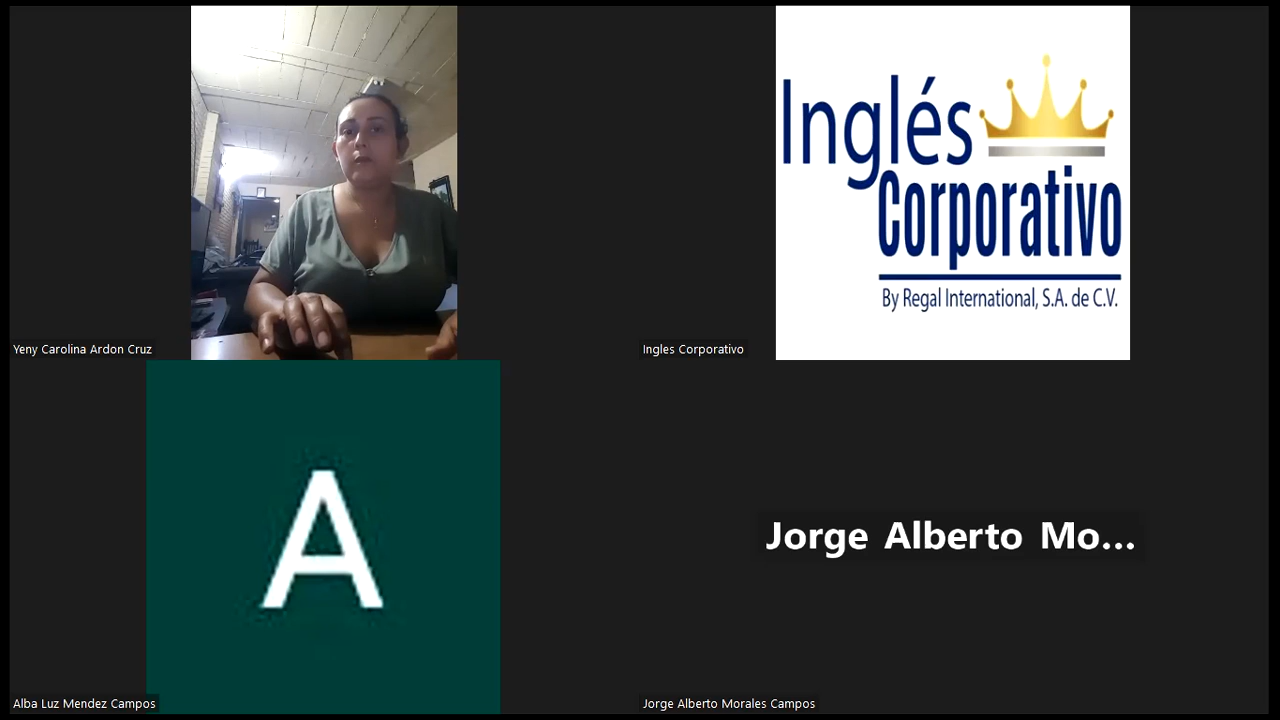 Inglés
Corporativo
By Regal International, S.A. de C.V.
Yeny Carolina Ardon Cruz
Ingles Corporativo
A
Jorge Alberto Mo...
Alba Luz Mendez Campos
Jorge Alberto Morales Campos